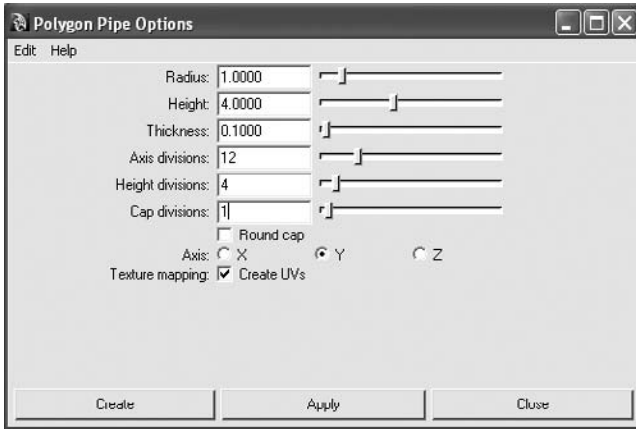 Polygon Pipe Options
Edit Help
Radius: 1.0000
Height: 4.0000
Thickness: 0.1000
Axis divisions: 12
Height divisions: 4
Cap divisions: 1
Round cap
Axis: X Y Z
Texture mapping: Create UVs
Create Apply Close